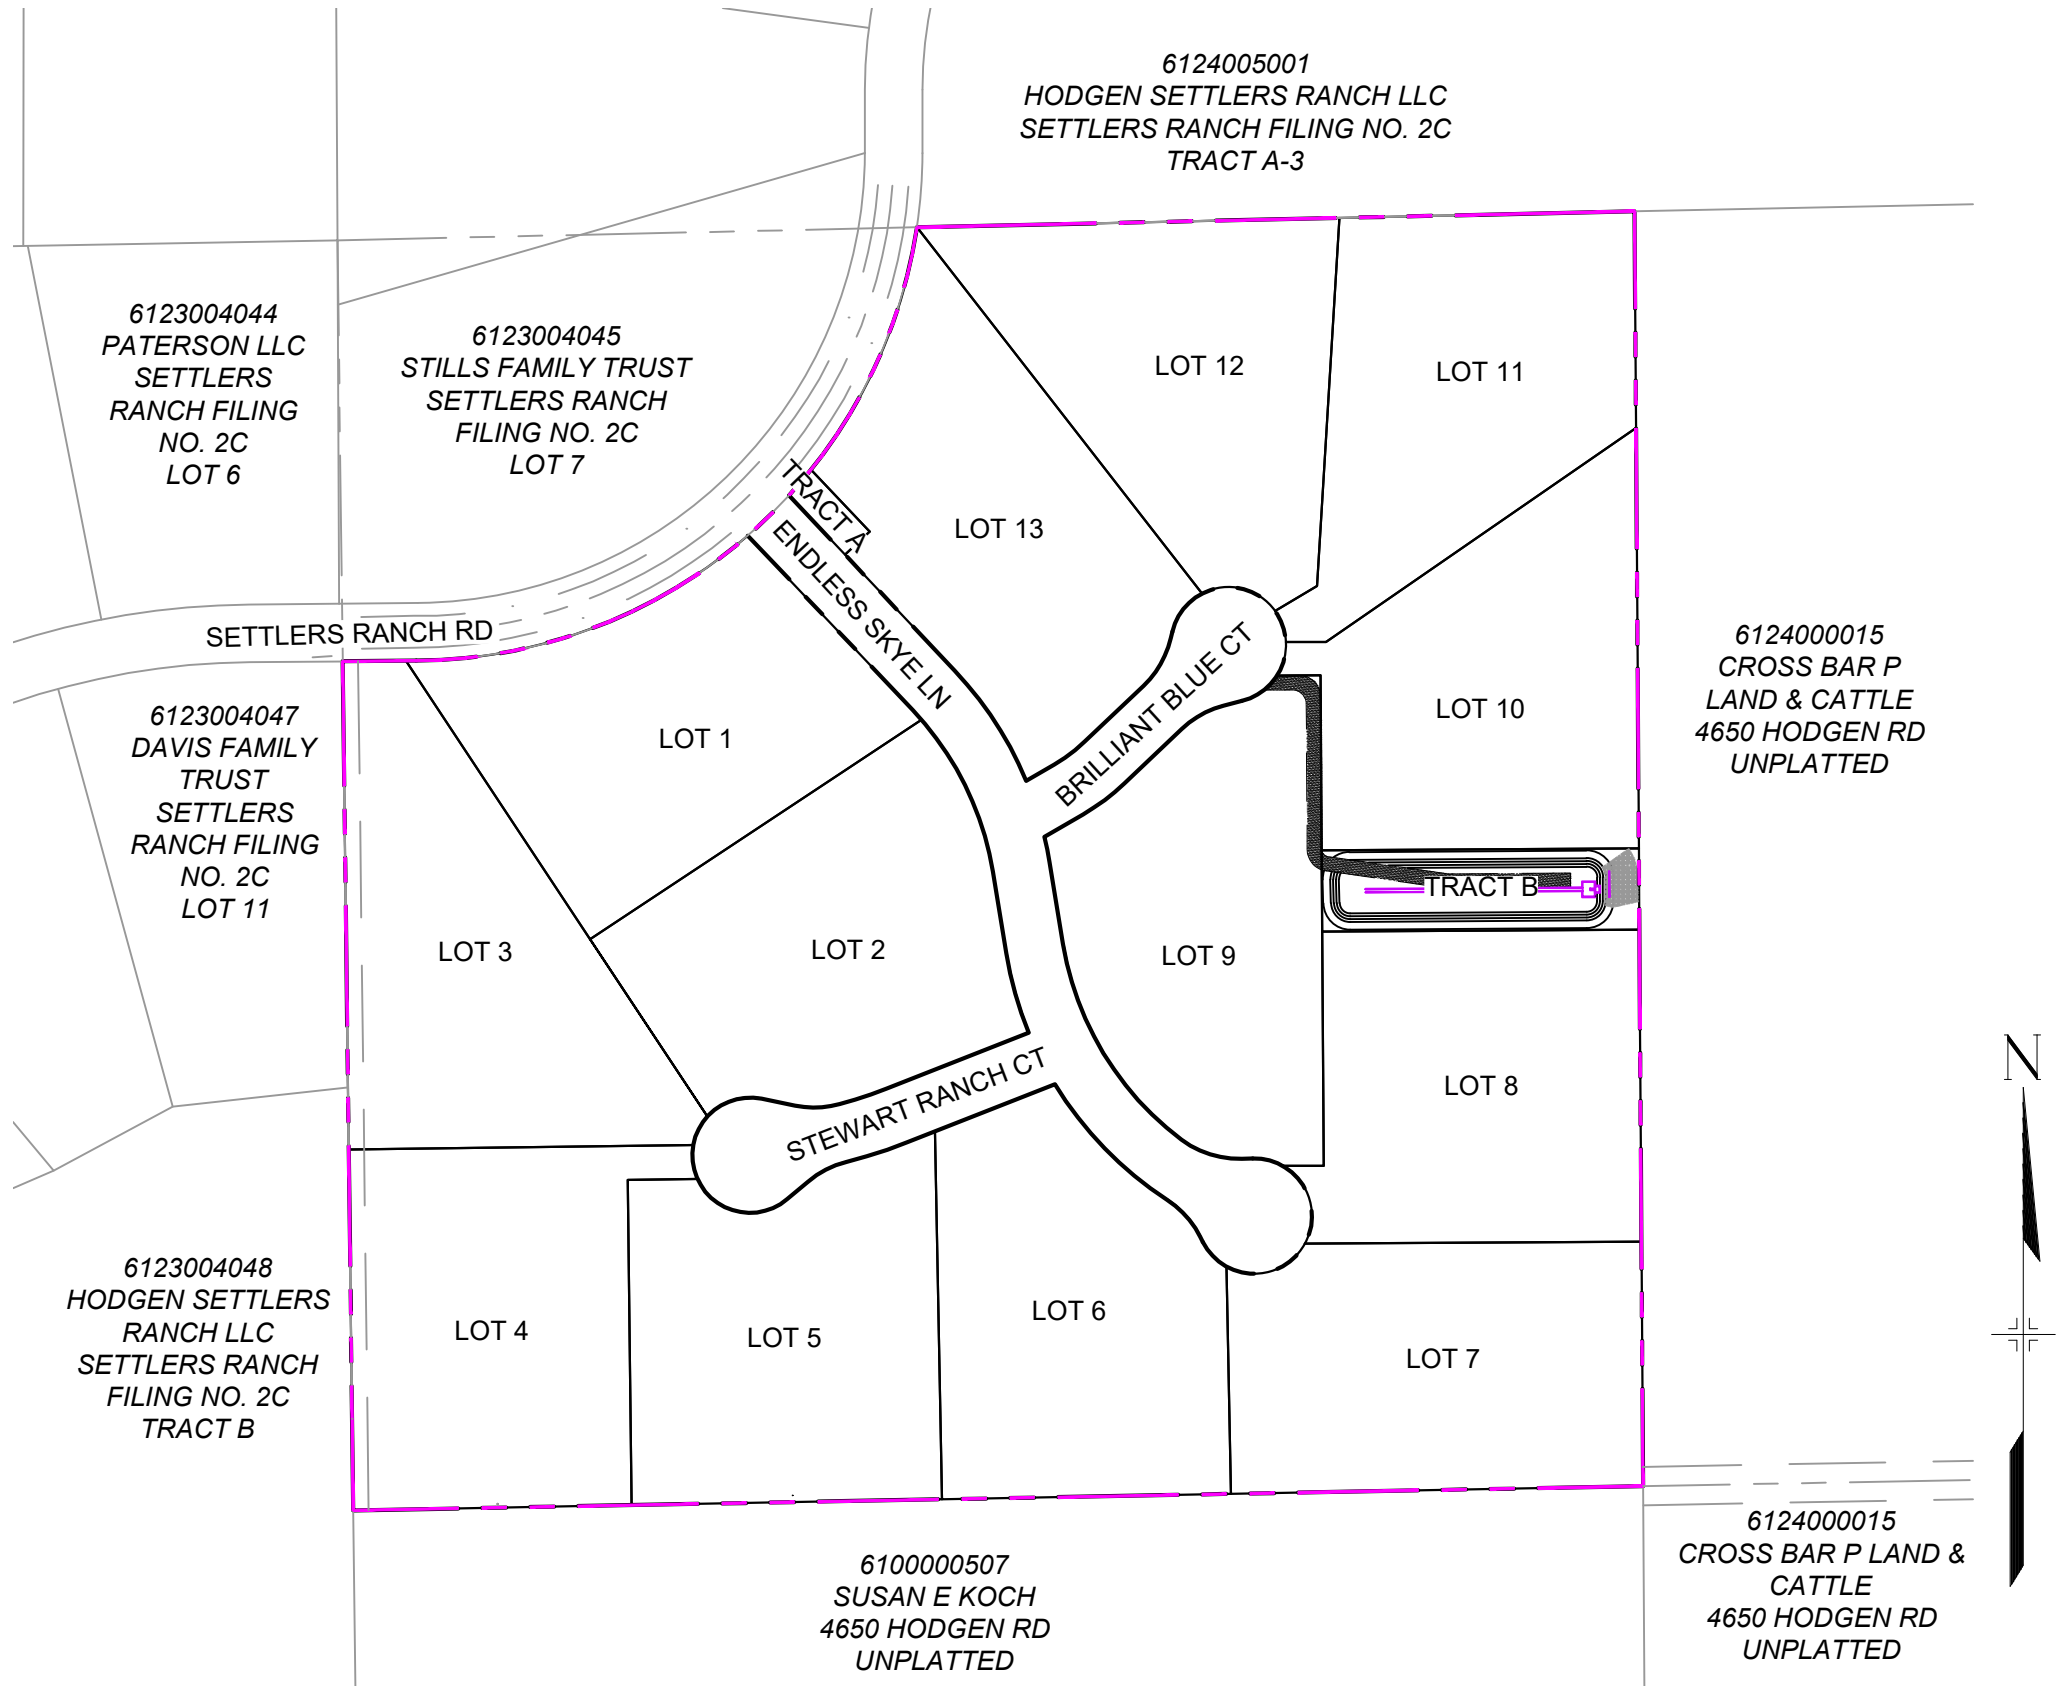 6124005001
HODGEN SETTLERS RANCH LLC
SETTLERS RANCH FILING NO. 2C
TRACT A-3
6123004044
PATERSON LLC
SETTLERS
RANCH FILING
NO. 2C
LOT 6
6123004045
STILLS FAMILY TRUST
SETTLERS RANCH
FILING NO. 2C
LOT 7
LOT 12
LOT 11
TRACT A
LOT 13
ENDLESS SKYE LN
SETTLERS RANCH RD
BRILLIANT BLUE CT
6124000015
CROSS BAR P
LAND & CATTLE
4650 HODGEN RD
UNPLATTED
6123004047
DAVIS FAMILY
TRUST
SETTLERS
RANCH FILING
NO. 2C
LOT 11
LOT 1
LOT 10
TRACT B
LOT 3
LOT 2
LOT 9
STEWART RANCH CT
LOT 8
N
6123004048
HODGEN SETTLERS
RANCH LLC
SETTLERS RANCH
FILING NO. 2C
TRACT B
LOT 4
LOT 5
LOT 6
LOT 7
6100000507
SUSAN E KOCH
4650 HODGEN RD
UNPLATTED
6124000015
CROSS BAR P LAND &
CATTLE
4650 HODGEN RD
UNPLATTED